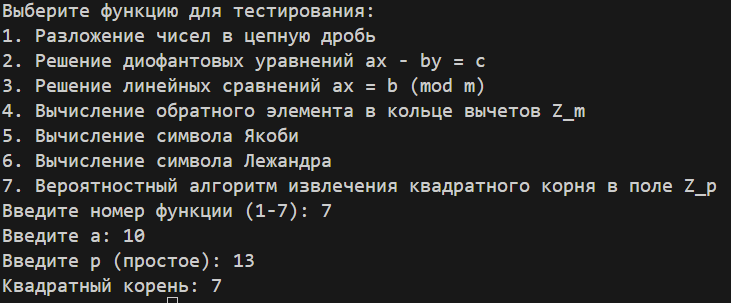 Выберите функцию для тестирования:
1. Разложение чисел в цепную дробь
2. Решение диофантовых уравнений ax - by = c
3. Решение линейных сравнений ax = b (mod m)
4. Вычисление обратного элемента в кольце вычетов Z_m
5. Вычисление символа Якоби
6. Вычисление символа Лежандра
7. Вероятностный алгоритм извлечения квадратного корня в поле Z_p
Введите номер функции (1-7): 7
Введите a: 10
Введите p (простое): 13
Квадратный корень: 7